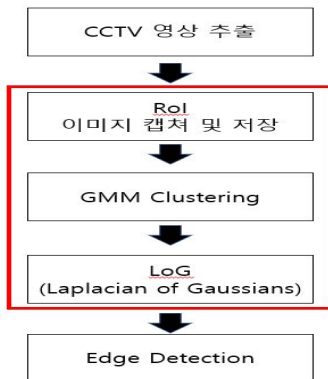 CCTV 영상 추출
RoI
이미지 캡쳐 및 저장
GMM Clustering
LoG
(Laplacian of Gaussians)
Edge Detection